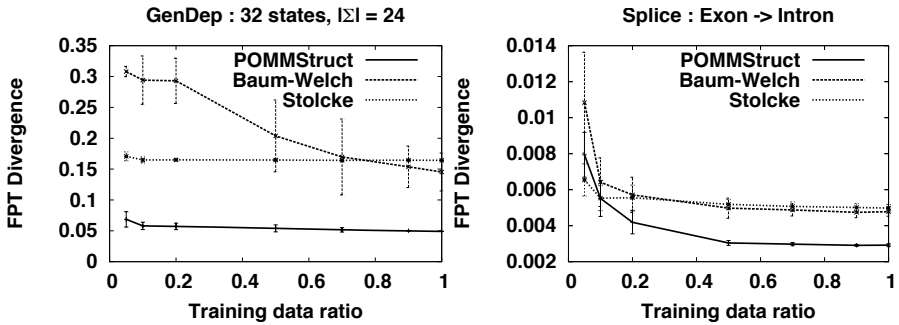 GenDep : 32 states, |Σ| = 24
FPT Divergence
0.35
0.3
0.25
0.2
0.15
0.1
0.05
0
POMMStruct
Baum-Welch
Stolcke
0 0.2 0.4 0.6 0.8 1
Training data ratio
Splice : Exon -> Intron
FPT Divergence
0.014
0.012
0.010
0.008
0.006
0.004
0.002
POMMStruct
Baum-Welch
Stolcke
0 0.2 0.4 0.6 0.8 1
Training data ratio